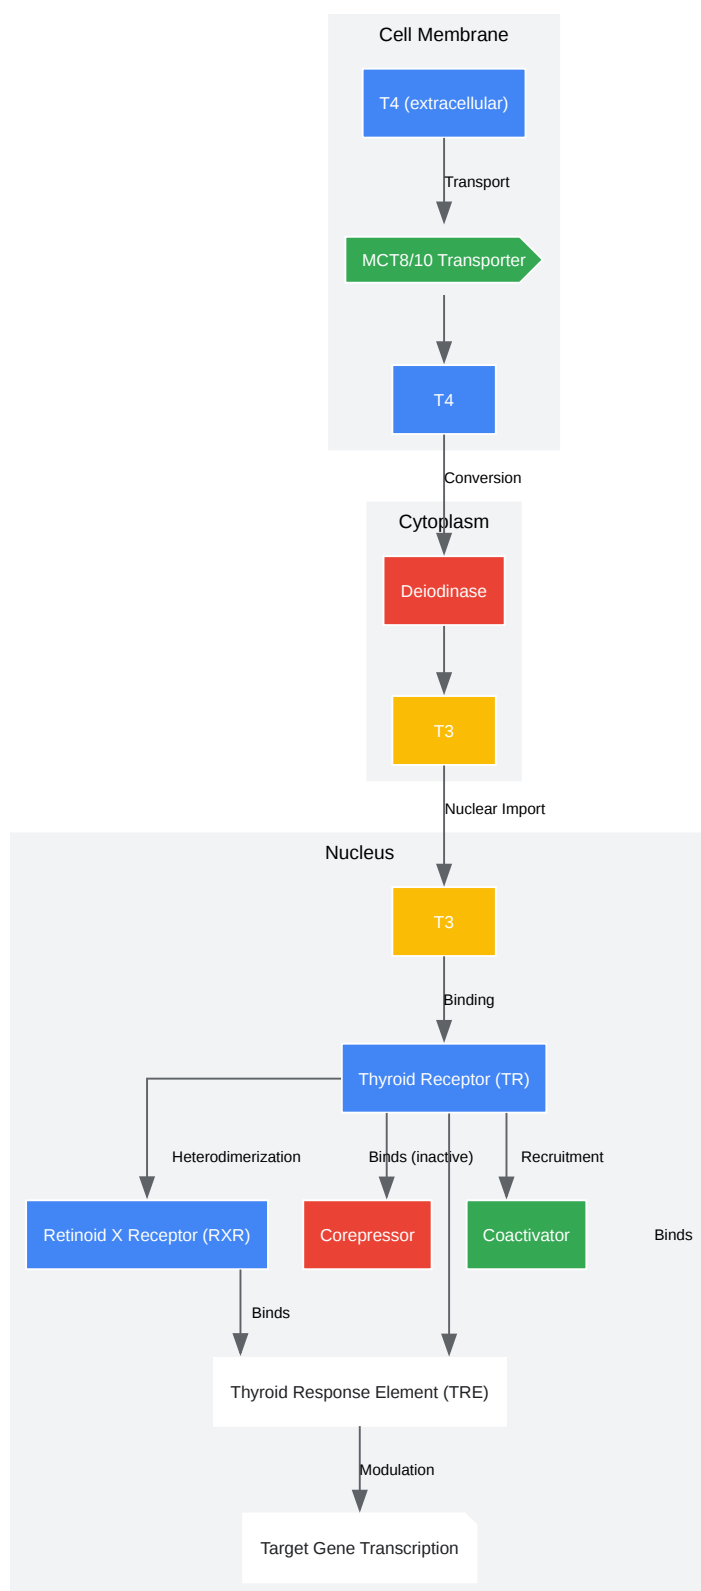 Cell Membrane
T4 (extracellular)
Transport
MCT8/10 Transporter
T4
Conversion
Cytoplasm
Deiodinase
T3
Nuclear Import
Nucleus
T3
Binding
Thyroid Receptor (TR)
Heterodimerization
Binds (inactive)
Recruitment
Retinoid X Receptor (RXR)
Corepressor
Coactivator
Binds
Binds
Thyroid Response Element (TRE)
Modulation
Target Gene Transcription